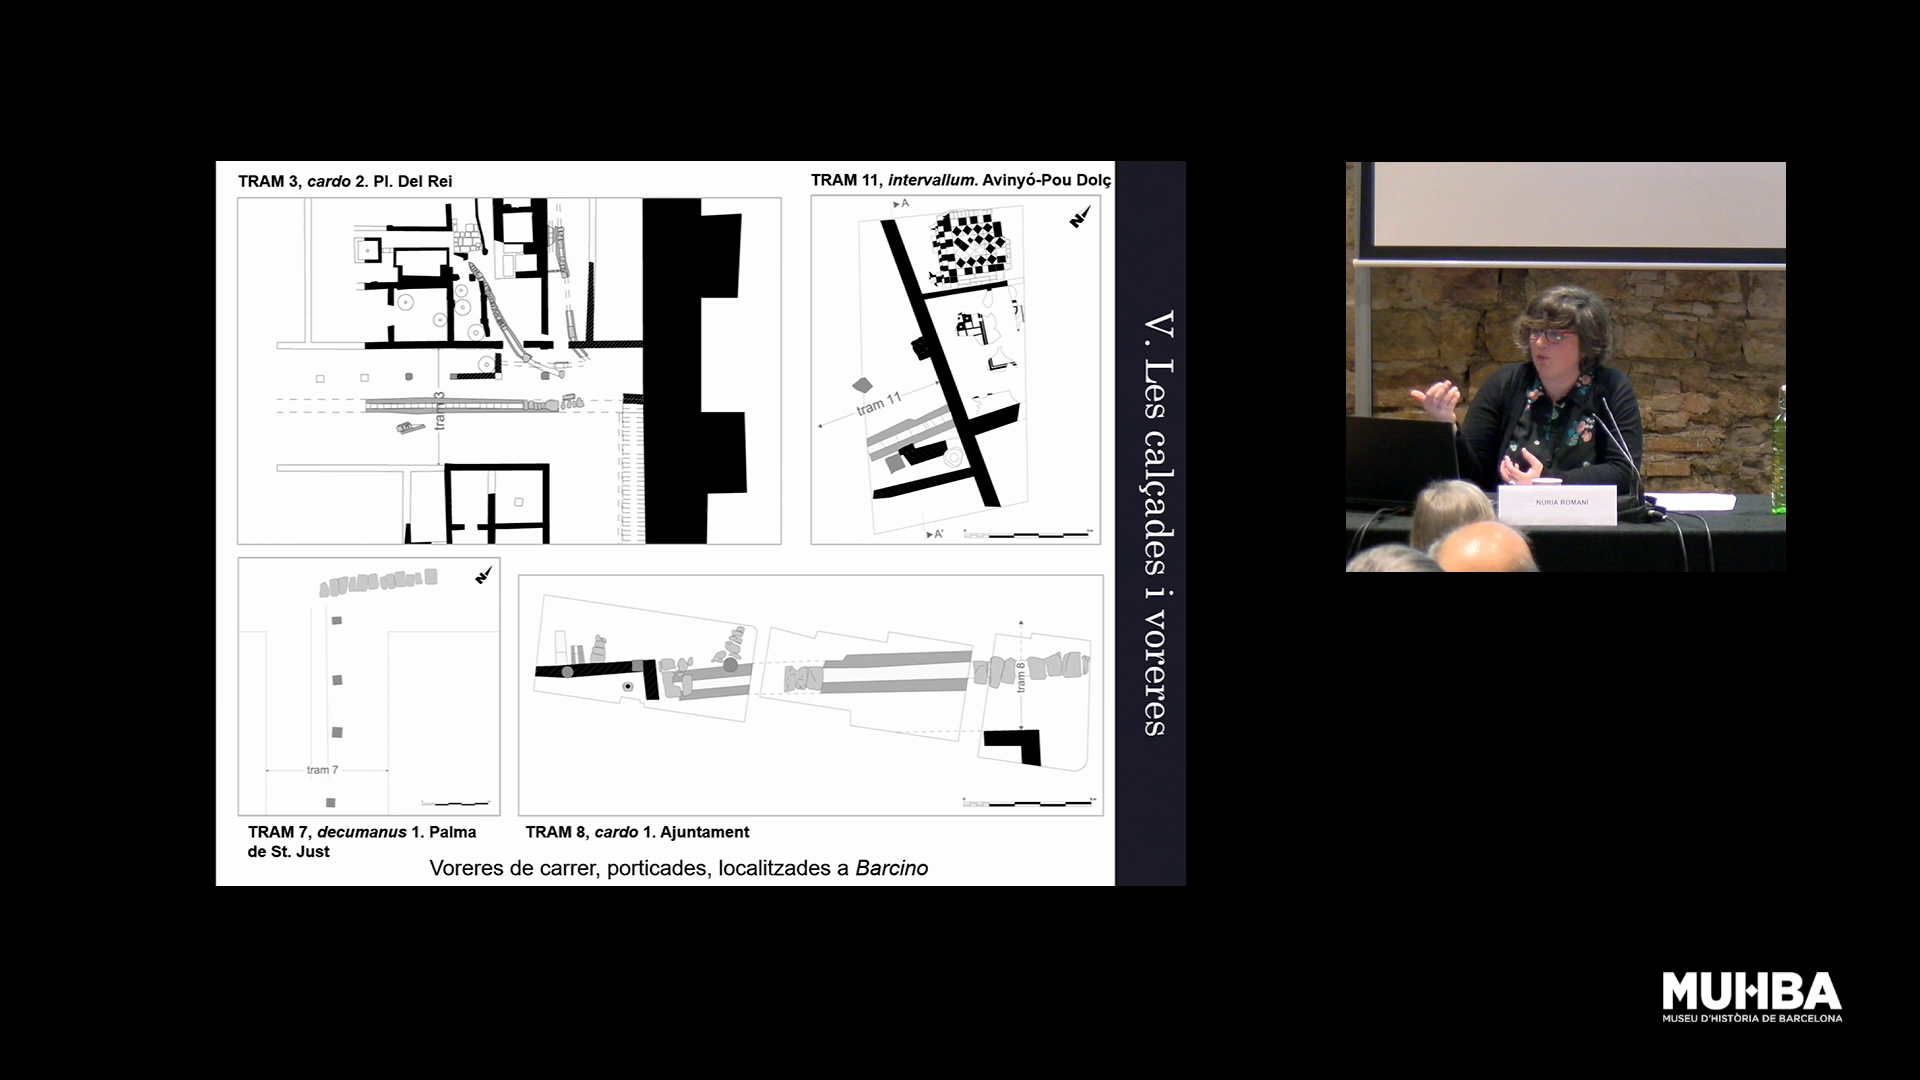 TRAM 3, cardo 2. Pl. Del Rei
TRAM 11, intervallum. Avinyó-Pou Dolç
tram 3
A
N
tram 11
A'
V. Les calçades i voreres
N
tram 7
tram 8
TRAM 7, decumanus 1. Palma
de St. Just
TRAM 8, cardo 1. Ajuntament
Voreres de carrer, porticades, localitzades a Barcino
NURIA ROMANÍ
MUHBA
MUSEU D'HISTÒRIA DE BARCELONA